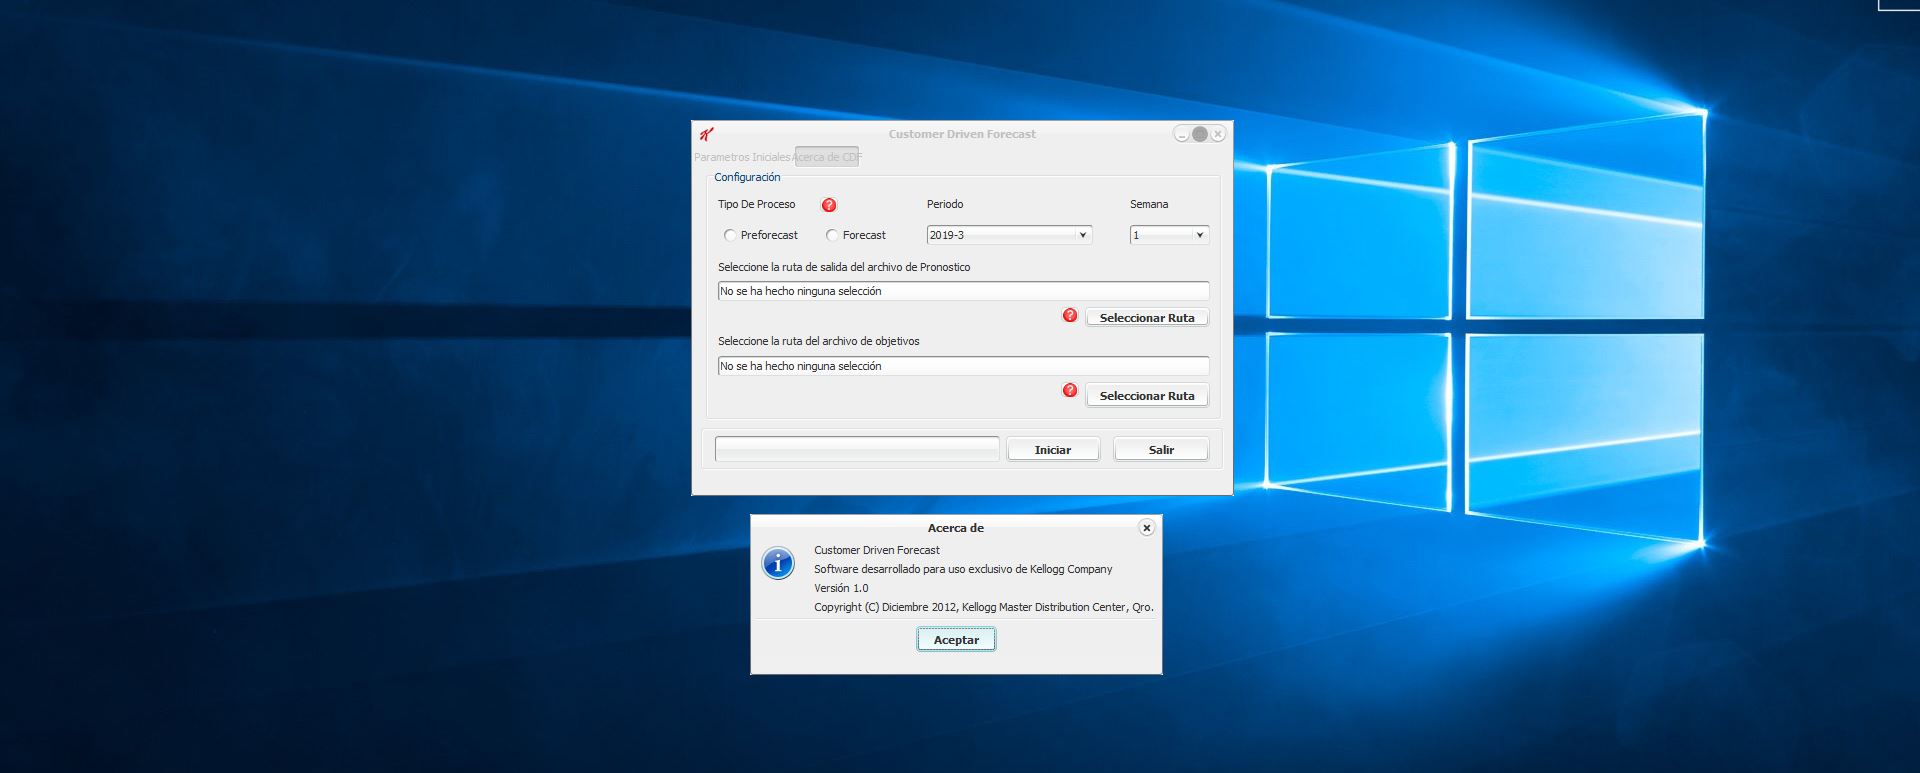 Customer Driven Forecast
Parametros Iniciales Acerca de CDF
Configuración
Tipo De Proceso ? Periodo Semana
Preforecast Forecast 2019-3 1
Seleccione la ruta de salida del archivo de Pronostico
No se ha hecho ninguna selección
? Seleccionar Ruta
Seleccione la ruta del archivo de objetivos
No se ha hecho ninguna selección
? Seleccionar Ruta
Iniciar Salir
Acerca de
Customer Driven Forecast
Software desarrollado para uso exclusivo de Kellogg Company
Versión 1.0
Copyright (C) Diciembre 2012, Kellogg Master Distribution Center, Qro.
Aceptar